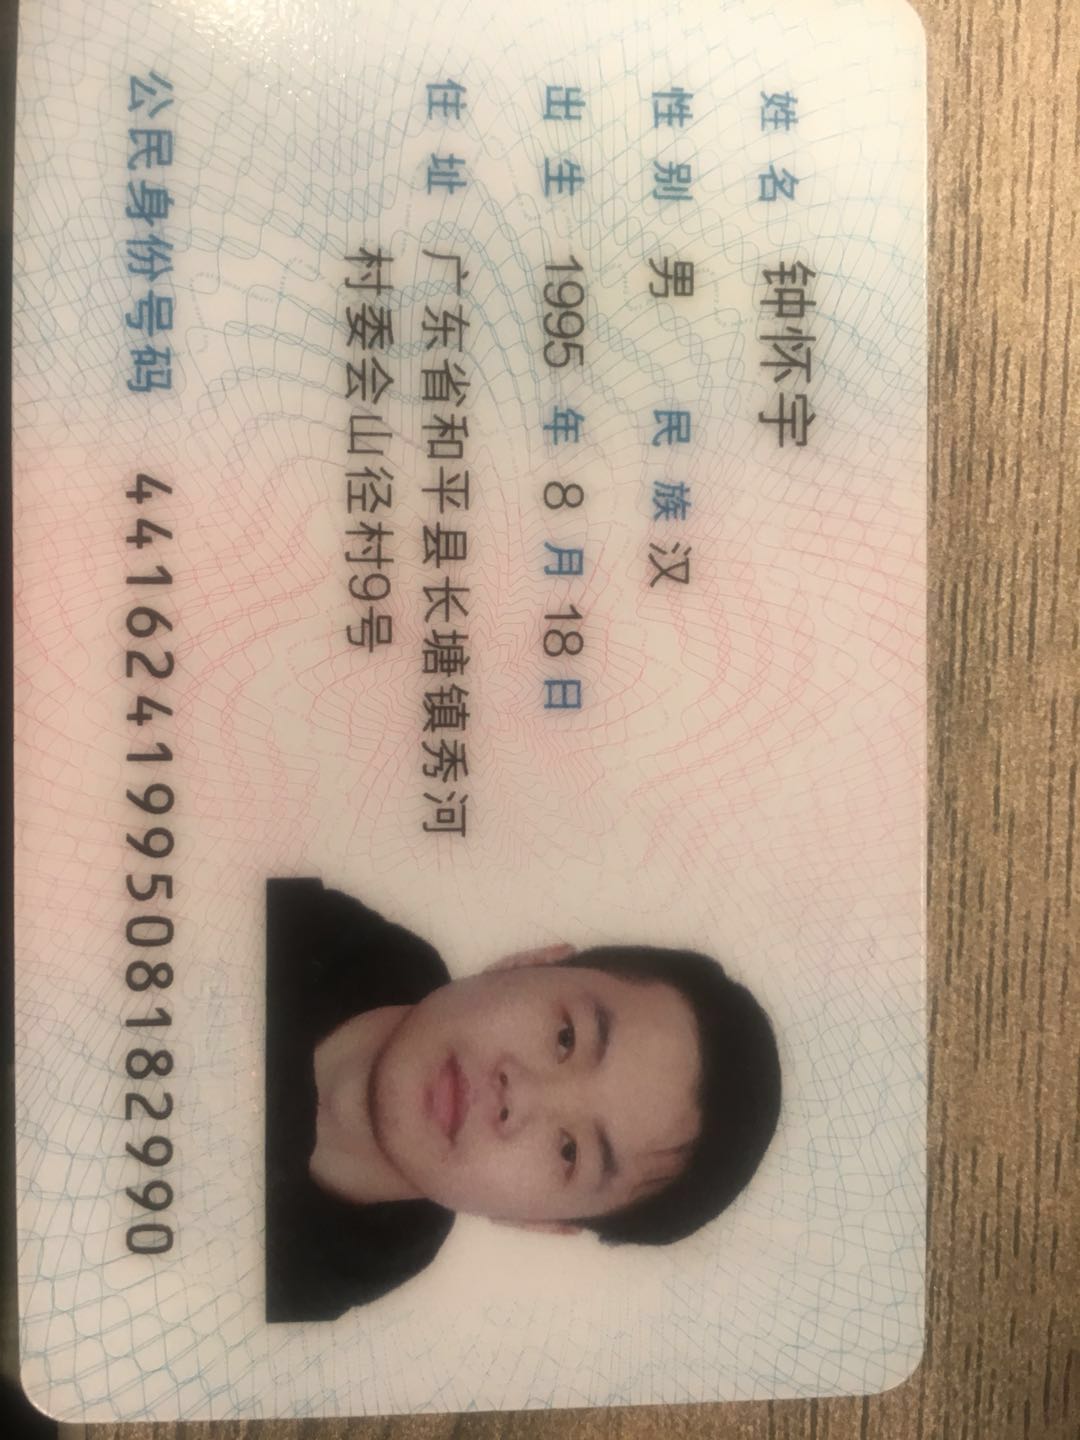 姓名 钟怀宇
性别 男 民族 汉
出生 1995 年 8 月 18 日
住址 广东省和平县长塘镇秀河
村委会山径村9号
公民身份号码 441624199508182990